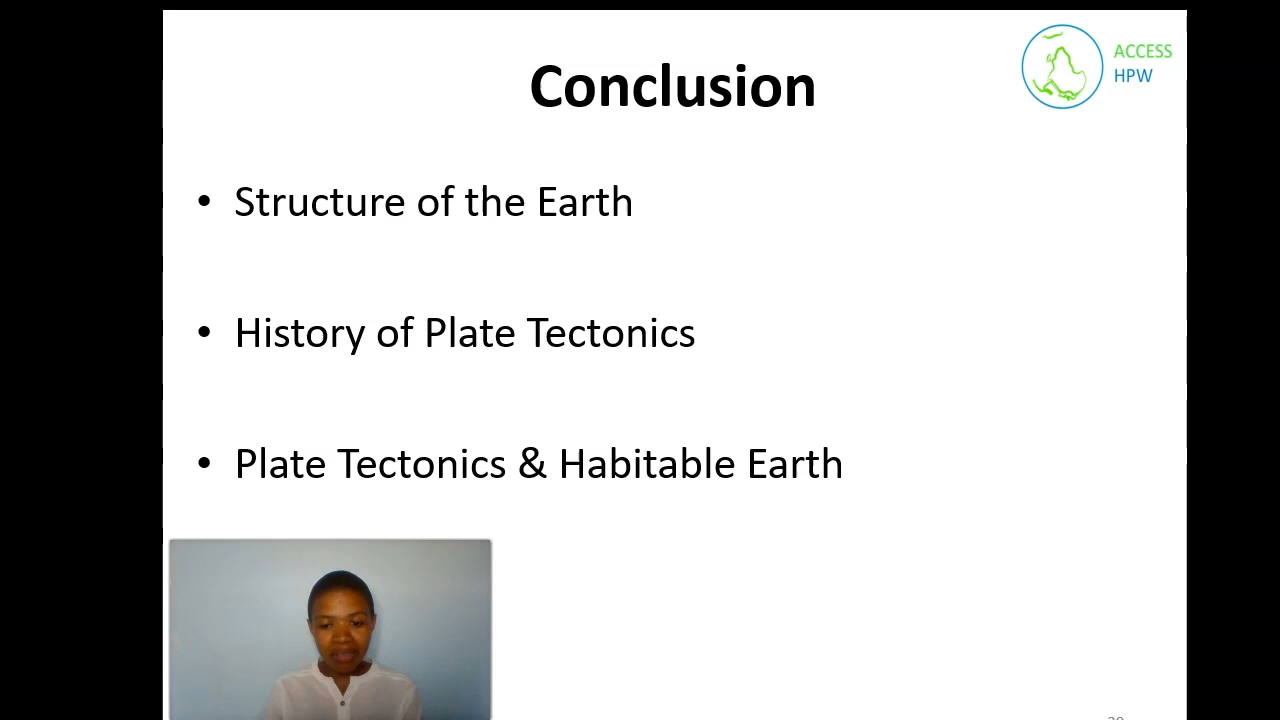 Conclusion
ACCESS
HPW
• Structure of the Earth
• History of Plate Tectonics
• Plate Tectonics & Habitable Earth